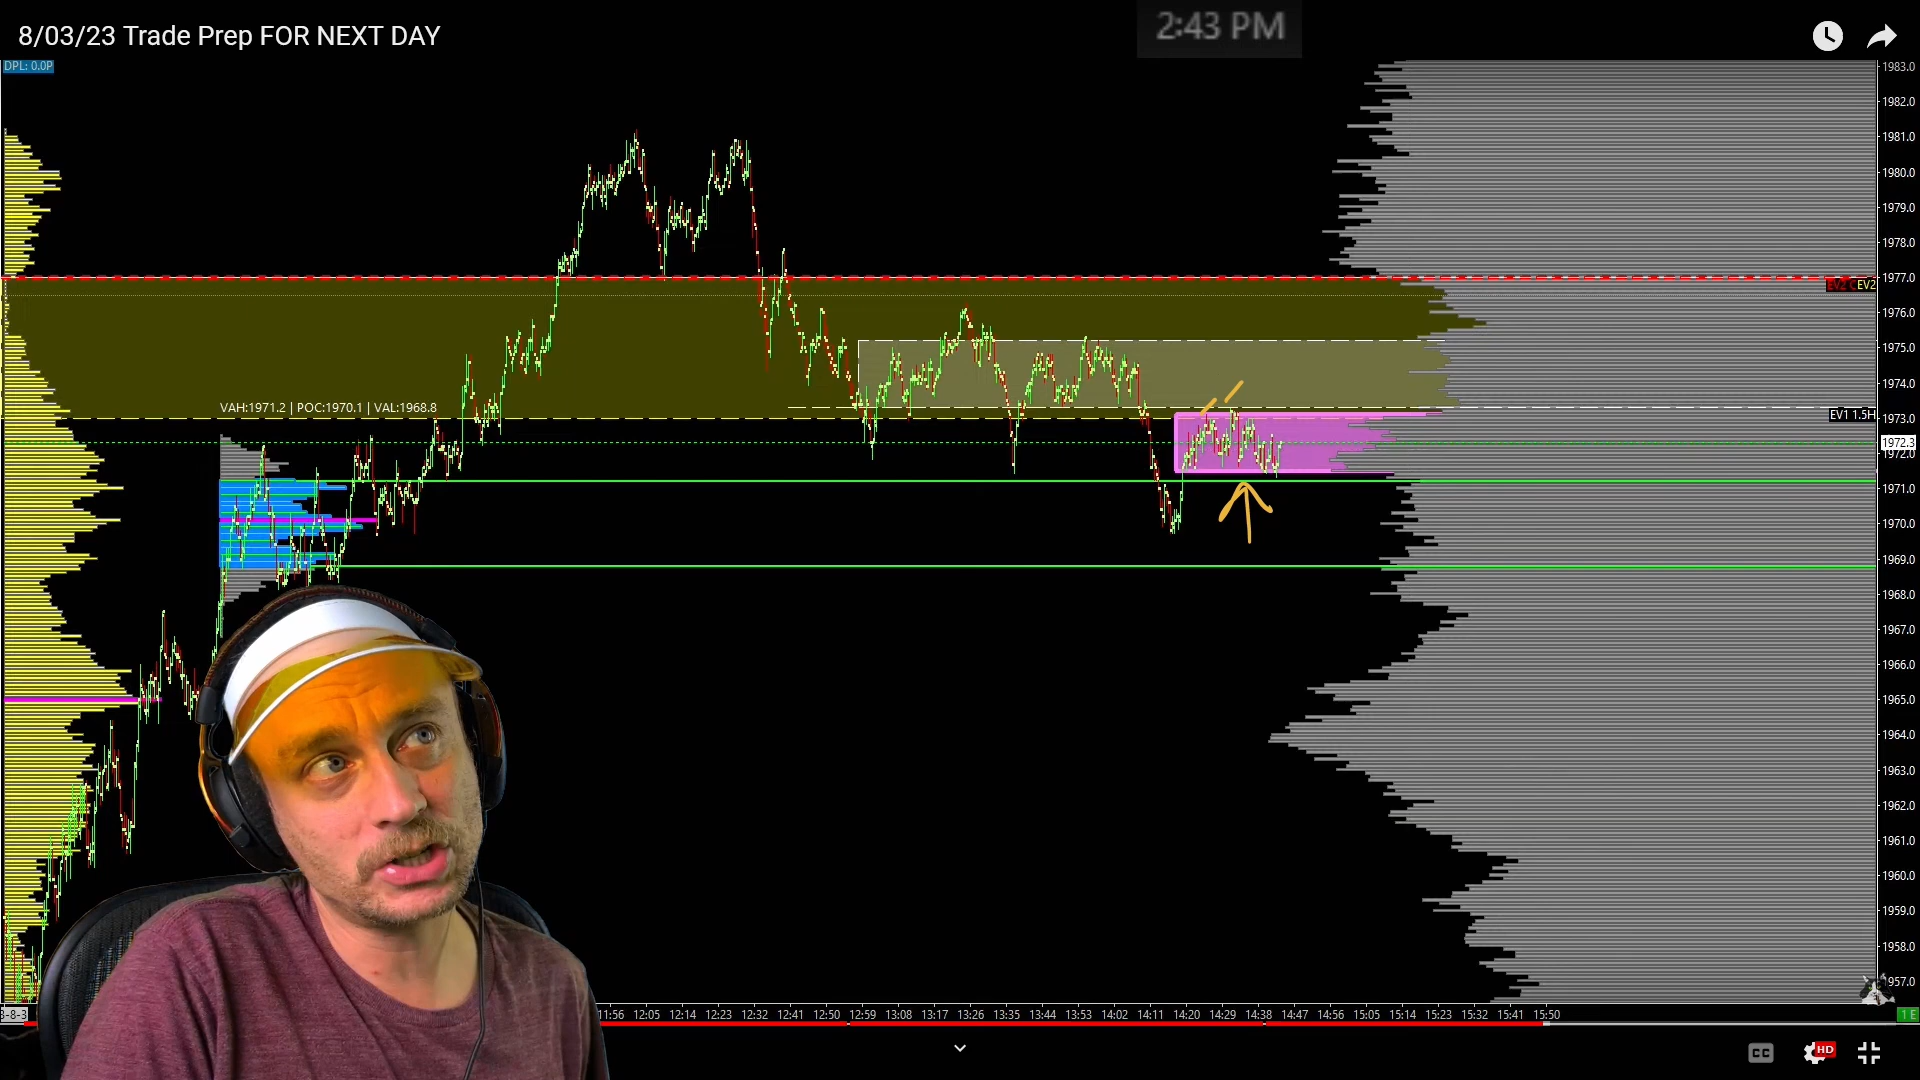 8/03/23 Trade Prep FOR NEXT DAY
2:43 PM
DPL: 0.0P
1983.0
1982.0
1981.0
1980.0
1979.0
1978.0
1977.0
EV2
1976.0
1975.0
1974.0
VAH:1971.2 | POC:1970.1 | VAL:1968.8
EV1 1.5H
1973.0
1972.3
1972.0
1971.0
1970.0
1969.0
1968.0
1967.0
1966.0
1965.0
1964.0
1963.0
1962.0
1961.0
1960.0
1959.0
1958.0
1957.0
3-8-3
11:56 12:05 12:14 12:23 12:32 12:41 12:50 12:59 13:08 13:17 13:26 13:35 13:44 13:53 14:02 14:11 14:20 14:29 14:38 14:47 14:56 15:05 15:14 15:23 15:32 15:41 15:50
1 E
CC
HD